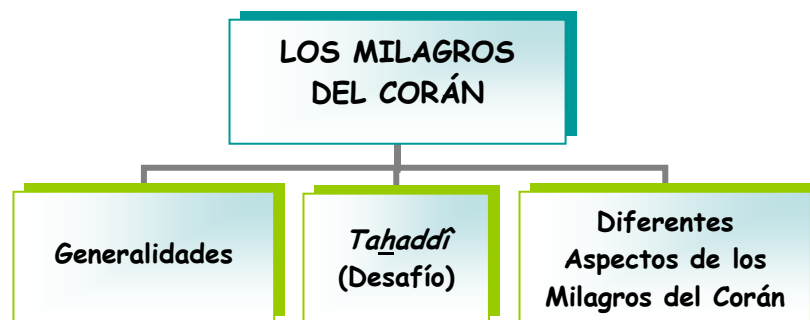 LOS MILAGROS
DEL CORÁN
Generalidades
Tahaddî
(Desafío)
Diferentes
Aspectos de los
Milagros del Corán